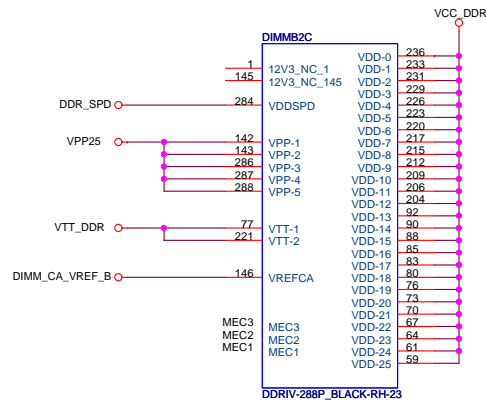 VCC_DDR
DIMMB2C
1 12V3_NC_1
145 12V3_NC_145
DDR_SPD 284 VDDSPD
VPP25 142 VPP-1
143 VPP-2
286 VPP-3
287 VPP-4
288 VPP-5
VTT_DDR 77 VTT-1
221 VTT-2
DIMM_CA_VREF_B 146 VREFCA
MEC3 MEC3
MEC2 MEC2
MEC1 MEC1
VDD-0 236
VDD-1 233
VDD-2 231
VDD-3 229
VDD-4 226
VDD-5 223
VDD-6 220
VDD-7 217
VDD-8 215
VDD-9 212
VDD-10 209
VDD-11 206
VDD-12 204
VDD-13 92
VDD-14 90
VDD-15 88
VDD-16 85
VDD-17 83
VDD-18 80
VDD-19 76
VDD-20 73
VDD-21 70
VDD-22 67
VDD-23 64
VDD-24 61
VDD-25 59
DDRIV-288P_BLACK-RH-23